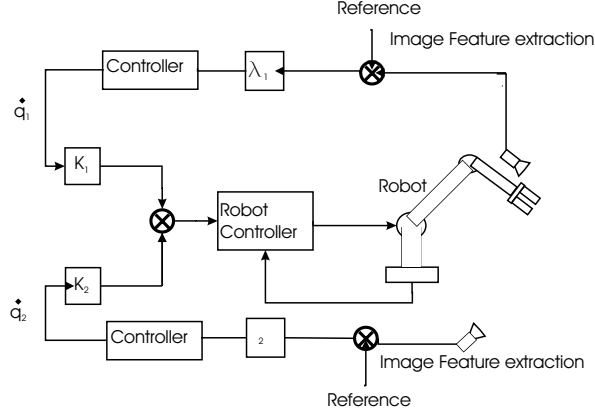 Reference
Image Feature extraction
Controller
λ1
q̇1
K1
Robot
Robot
Controller
K2
q̇2
Controller
2
Image Feature extraction
Reference